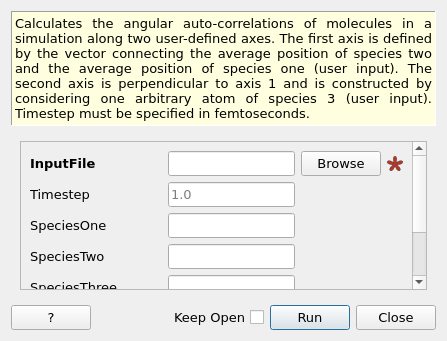 Calculates the angular auto-correlations of molecules in a
simulation along two user-defined axes. The first axis is defined
by the vector connecting the average position of species two
and the average position of species one (user input). The
second axis is perpendicular to axis 1 and is constructed by
considering one arbitrary atom of species 3 (user input).
Timestep must be specified in femtoseconds.
InputFile Browse
Timestep 1.0
SpeciesOne
SpeciesTwo
SpeciesThree
? Keep Open Run Close